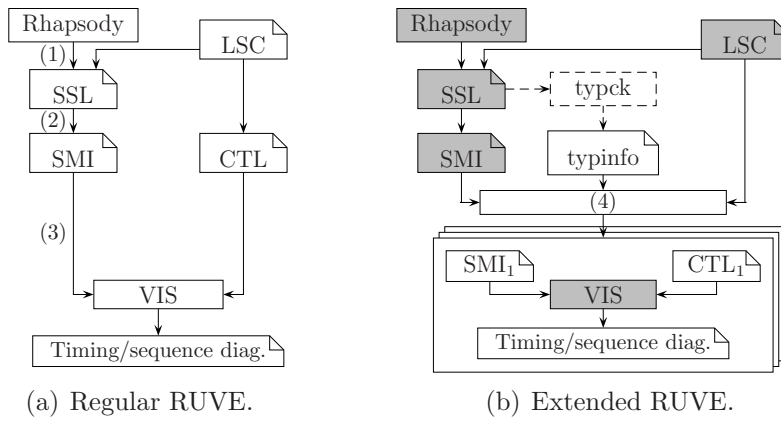 Rhapsody
LSC
(1)
SSL
(2)
SMI
CTL
(3)
VIS
Timing/sequence diag.
(a) Regular RUVE.
Rhapsody
LSC
SSL
typck
SMI
typinfo
(4)
SMI₁
CTL₁
VIS
Timing/sequence diag.
(b) Extended RUVE.